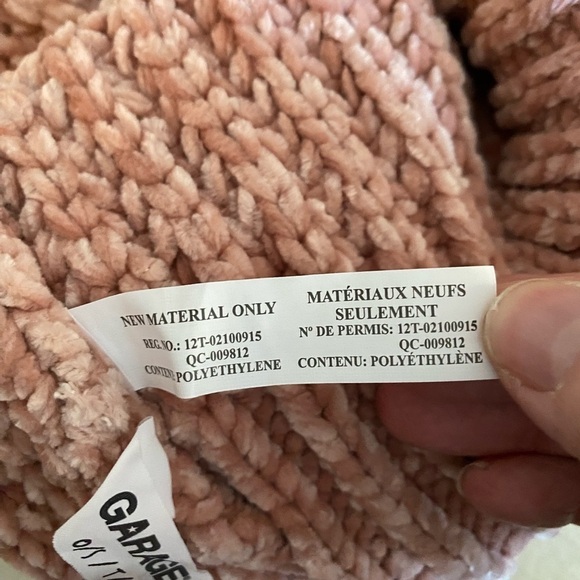 NEW MATERIAL ONLY
REG. NO.: 12T-02100915
QC-009812
POLYETHYLENE
MATÉRIAUX NEUFS
SEULEMENT
Nº DE PERMIS: 12T-02100915
QC-009812
CONTENU: POLYÉTHYLÈNE
GARAGE
O/S / T/